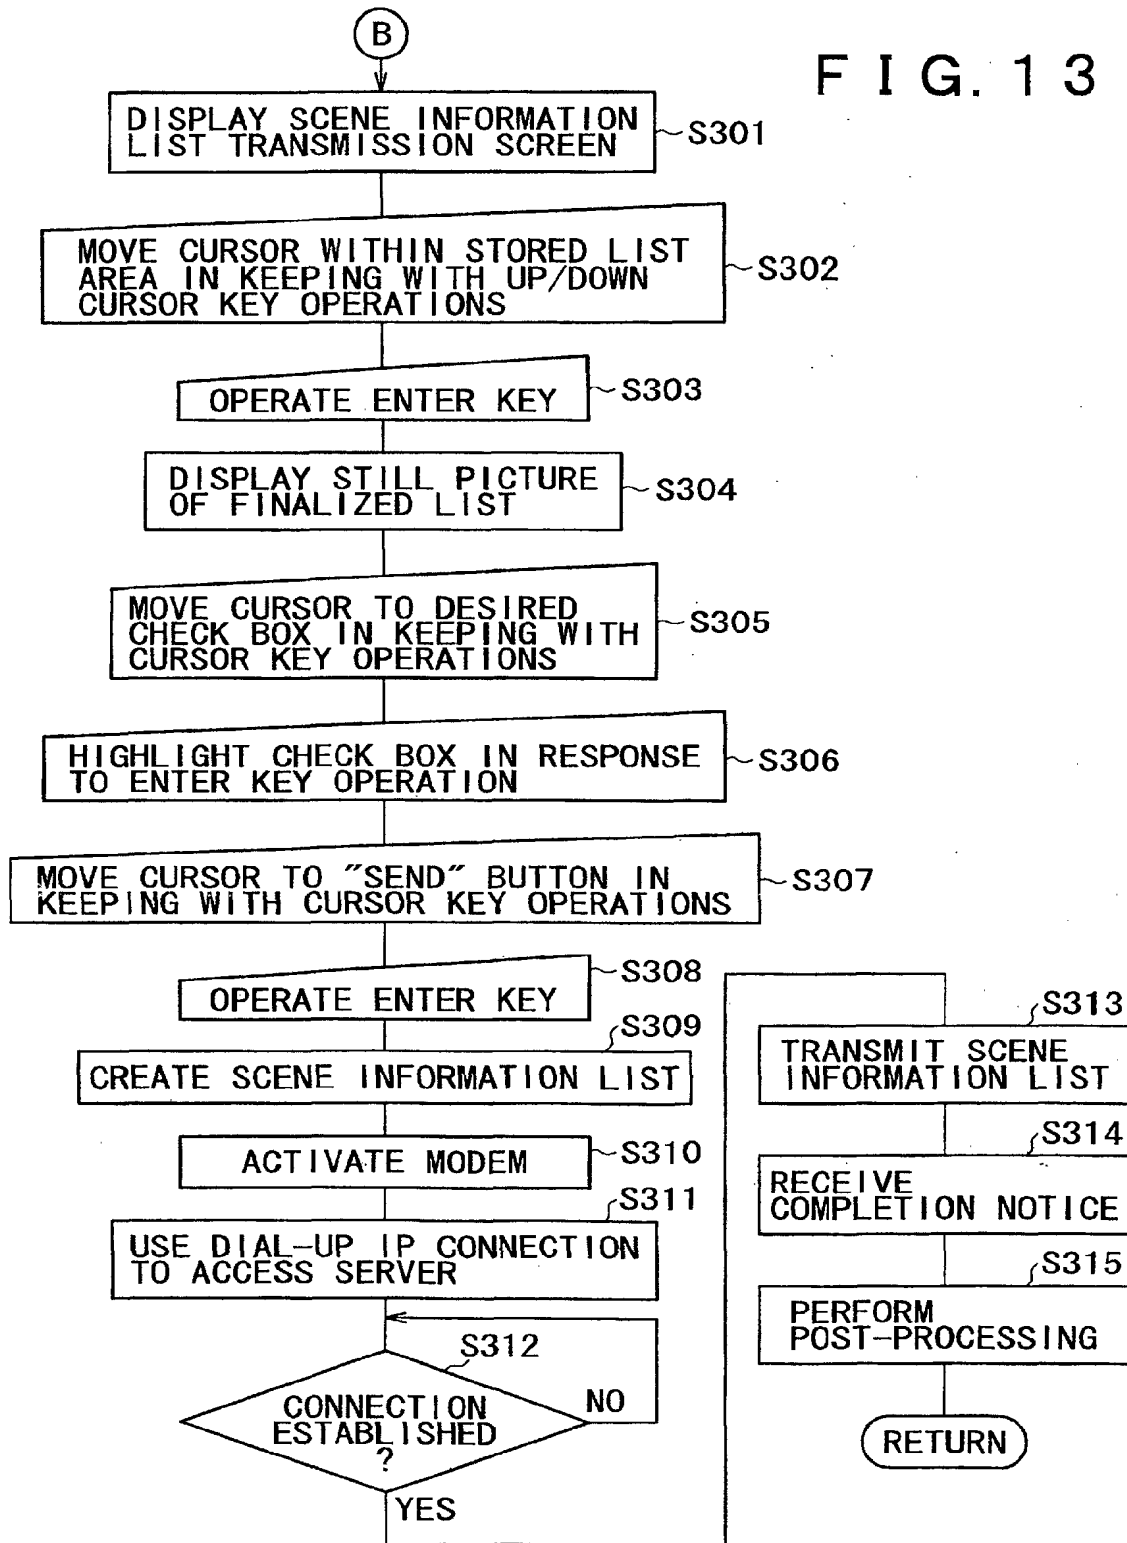 B
FIG. 13
DISPLAY SCENE INFORMATION
LIST TRANSMISSION SCREEN
S301
MOVE CURSOR WITHIN STORED LIST
AREA IN KEEPING WITH UP/DOWN
CURSOR KEY OPERATIONS
S302
OPERATE ENTER KEY
S303
DISPLAY STILL PICTURE
OF FINALIZED LIST
S304
MOVE CURSOR TO DESIRED
CHECK BOX IN KEEPING WITH
CURSOR KEY OPERATIONS
S305
HIGHLIGHT CHECK BOX IN RESPONSE
TO ENTER KEY OPERATION
S306
MOVE CURSOR TO "SEND" BUTTON IN
KEEPING WITH CURSOR KEY OPERATIONS
S307
OPERATE ENTER KEY
S308
S309
CREATE SCENE INFORMATION LIST
ACTIVATE MODEM
S310
S311
USE DIAL-UP IP CONNECTION
TO ACCESS SERVER
S312
CONNECTION
ESTABLISHED
?
NO
YES
S313
TRANSMIT SCENE
INFORMATION LIST
S314
RECEIVE
COMPLETION NOTICE
S315
PERFORM
POST-PROCESSING
RETURN